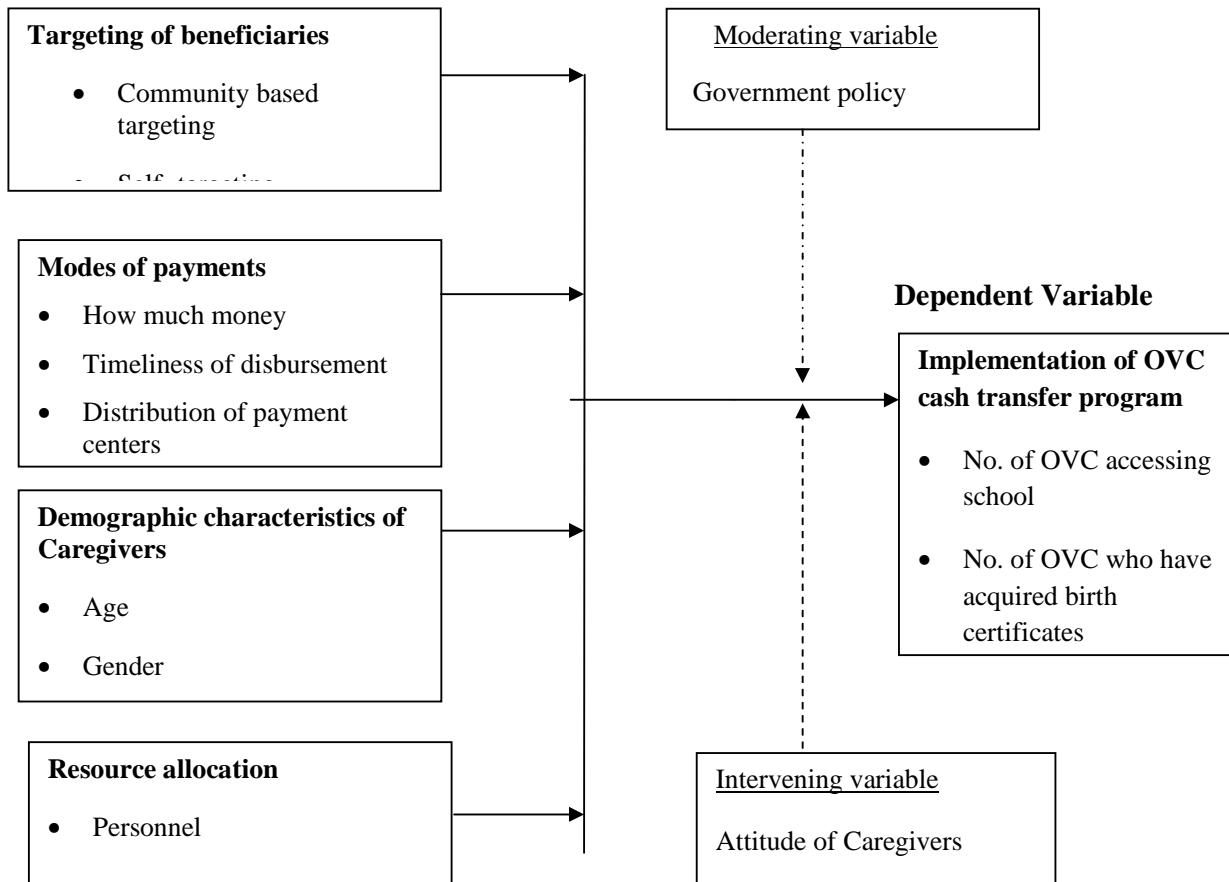 Targeting of beneficiaries
• Community based
targeting
Modes of payments
• How much money
• Timeliness of disbursement
• Distribution of payment
centers
Demographic characteristics of
Caregivers
• Age
• Gender
Resource allocation
• Personnel
Moderating variable
Government policy
Dependent Variable
Implementation of OVC
cash transfer program
• No. of OVC accessing
school
• No. of OVC who have
acquired birth
certificates
Intervening variable
Attitude of Caregivers